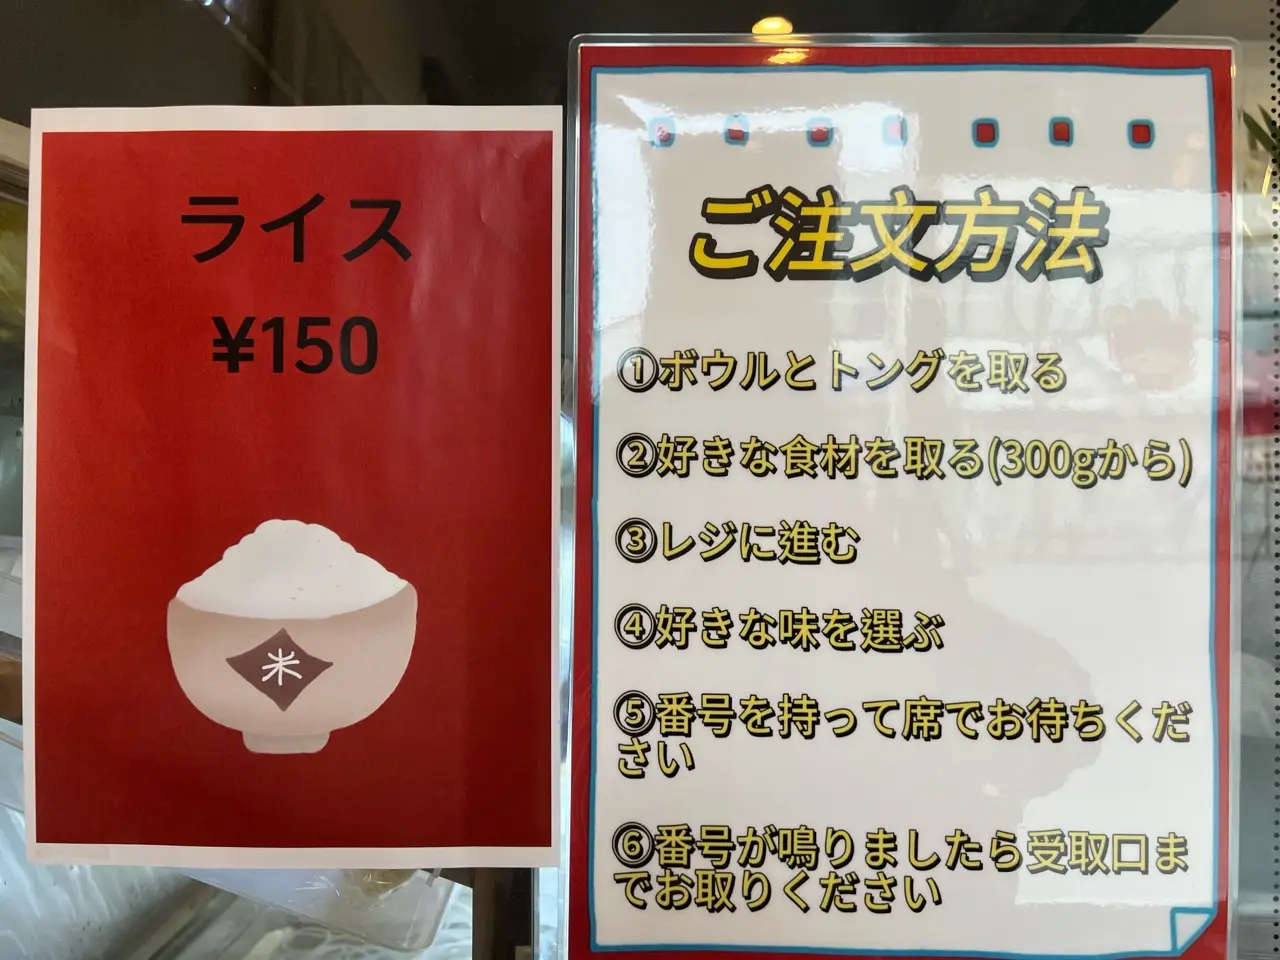 ライス
¥150
米
ご注文方法
①ボウルとトングを取る
②好きな食材を取る(300gから)
③レジに進む
④好きな味を選ぶ
⑤番号を持って席でお待ちくだ
さい
⑥番号が鳴りましたら受取口ま
でお取りください